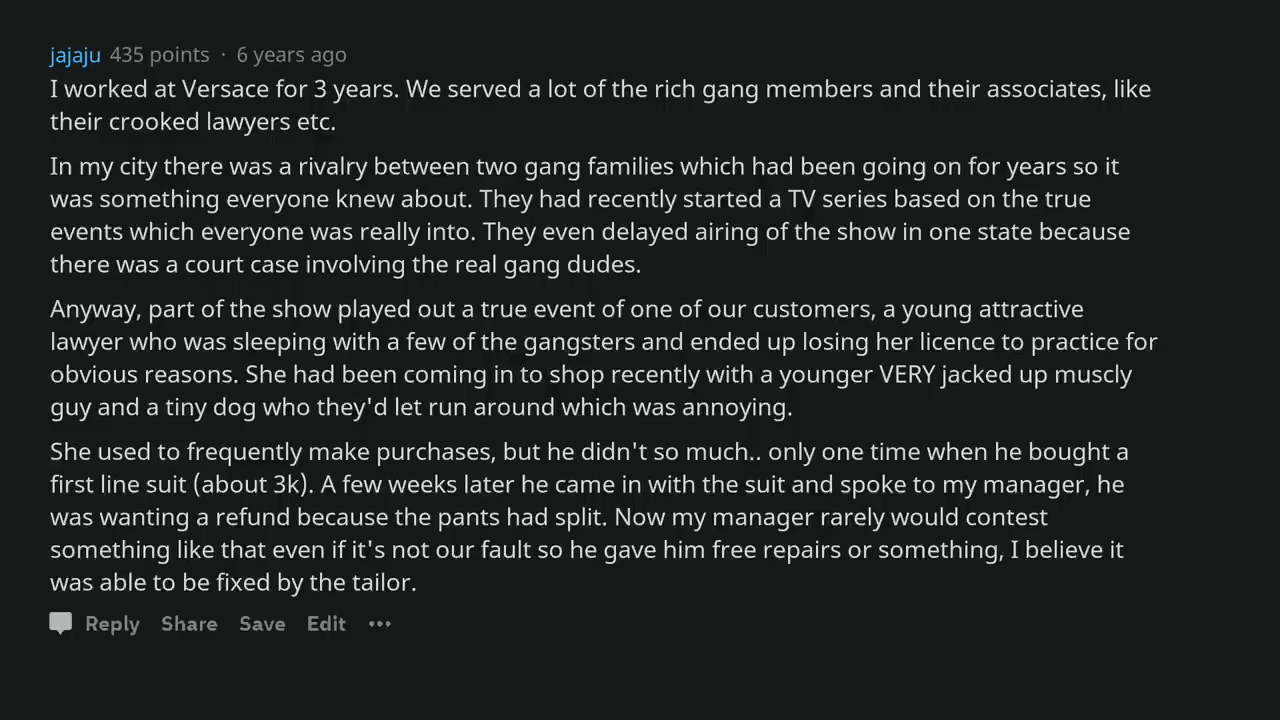 jajaju 435 points · 6 years ago
I worked at Versace for 3 years. We served a lot of the rich gang members and their associates, like
their crooked lawyers etc.
In my city there was a rivalry between two gang families which had been going on for years so it
was something everyone knew about. They had recently started a TV series based on the true
events which everyone was really into. They even delayed airing of the show in one state because
there was a court case involving the real gang dudes.
Anyway, part of the show played out a true event of one of our customers, a young attractive
lawyer who was sleeping with a few of the gangsters and ended up losing her licence to practice for
obvious reasons. She had been coming in to shop recently with a younger VERY jacked up muscly
guy and a tiny dog who they'd let run around which was annoying.
She used to frequently make purchases, but he didn't so much.. only one time when he bought a
first line suit (about 3k). A few weeks later he came in with the suit and spoke to my manager, he
was wanting a refund because the pants had split. Now my manager rarely would contest
something like that even if it's not our fault so he gave him free repairs or something, I believe it
was able to be fixed by the tailor.
Reply Share Save Edit •••